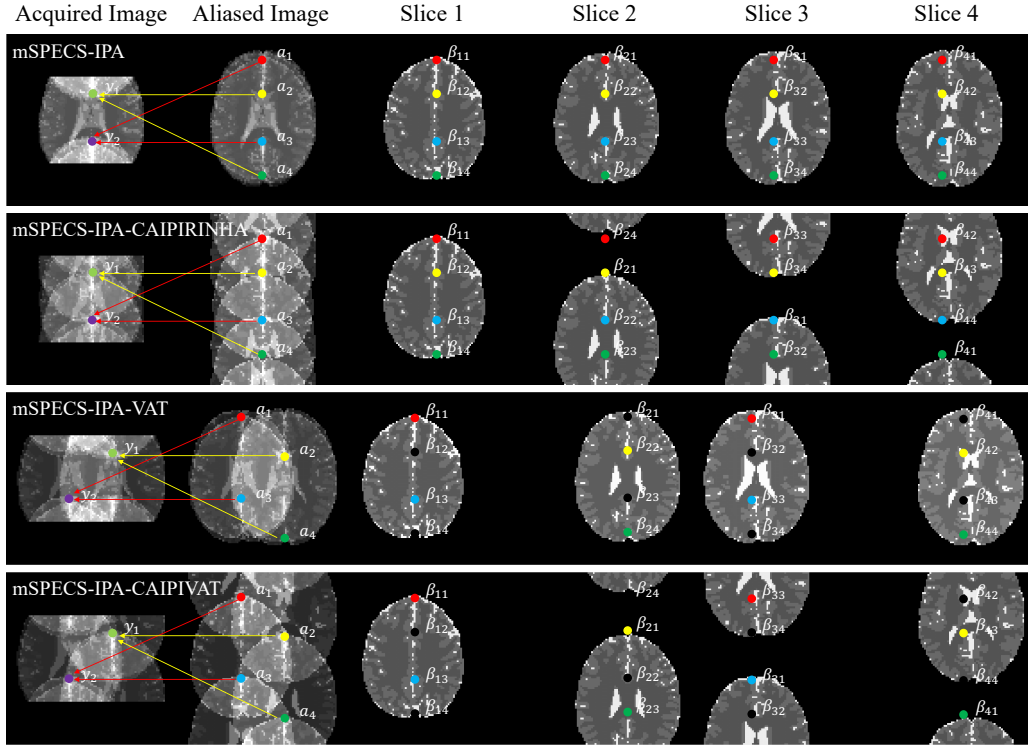 Acquired Image Aliased Image Slice 1 Slice 2 Slice 3 Slice 4
mSPECS-IPA
y₁ y₂ a₁ a₂ a₃ a₄ β₁₁ β₁₂ β₁₃ β₁₄ β₂₁ β₂₂ β₂₃ β₂₄ β₃₁ β₃₂ β₃₃ β₃₄ β₄₁ β₄₂ β₄₃ β₄₄
mSPECS-IPA-CAIPIRINHA
y₁ y₂ a₁ a₂ a₃ a₄ β₁₁ β₁₂ β₁₃ β₁₄ β₂₄ β₂₁ β₂₂ β₂₃ β₃₃ β₃₄ β₃₁ β₃₂ β₄₃ β₄₄ β₄₁
mSPECS-IPA-VAT
y₁ y₂ a₁ a₂ a₃ a₄ β₁₁ β₁₂ β₁₃ β₁₄ β₂₁ β₂₂ β₂₃ β₂₄ β₃₁ β₃₂ β₃₃ β₃₄ β₄₁ β₄₂ β₄₃ β₄₄
mSPECS-IPA-CAIPIVAT
y₁ y₂ a₁ a₂ a₃ a₄ β₁₁ β₁₂ β₁₃ β₁₄ β₂₄ β₂₁ β₂₂ β₂₃ β₃₃ β₃₄ β₃₁ β₃₂ β₄₂ β₄₃ β₄₄ β₄₁